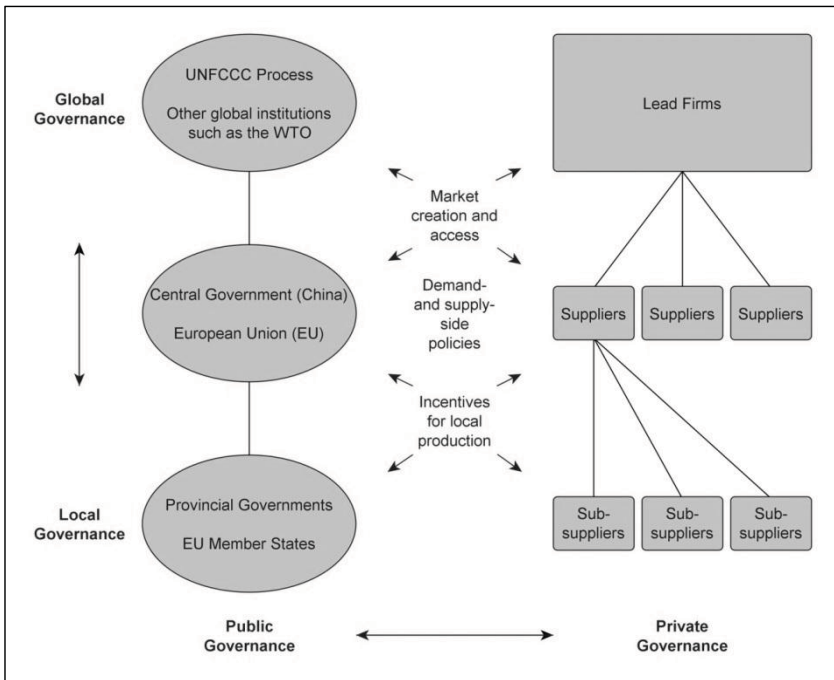 UNFCCC Process
Other global institutions
such as the WTO
Global
Governance
Lead Firms
Market
creation and
access
Central Government (China)
European Union (EU)
Demand-
and supply-
side
policies
Suppliers
Suppliers
Suppliers
Incentives
for local
production
Provincial Governments
EU Member States
Local
Governance
Sub-
suppliers
Sub-
suppliers
Sub-
suppliers
Public
Governance
Private
Governance